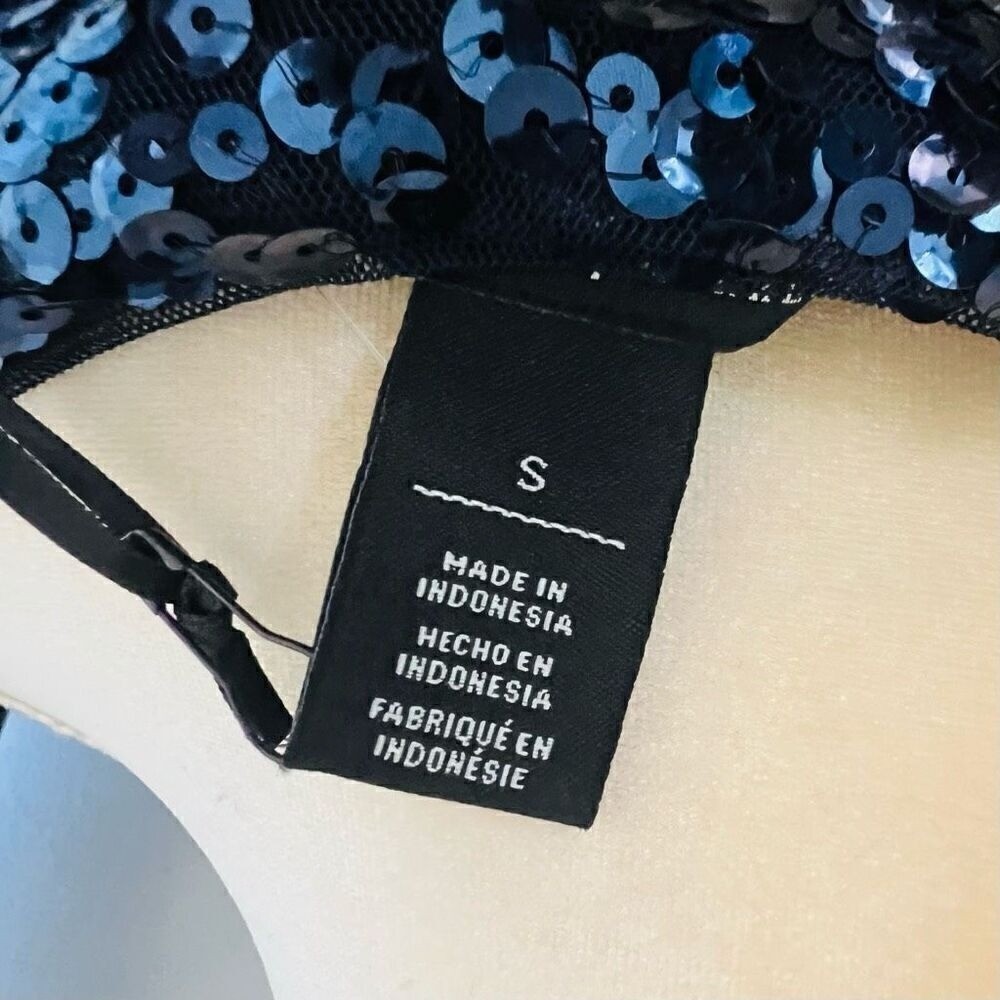 S
MADE IN
INDONESIA
HECHO EN
INDONESIA
FABRIQUÉ EN
INDONÉSIE